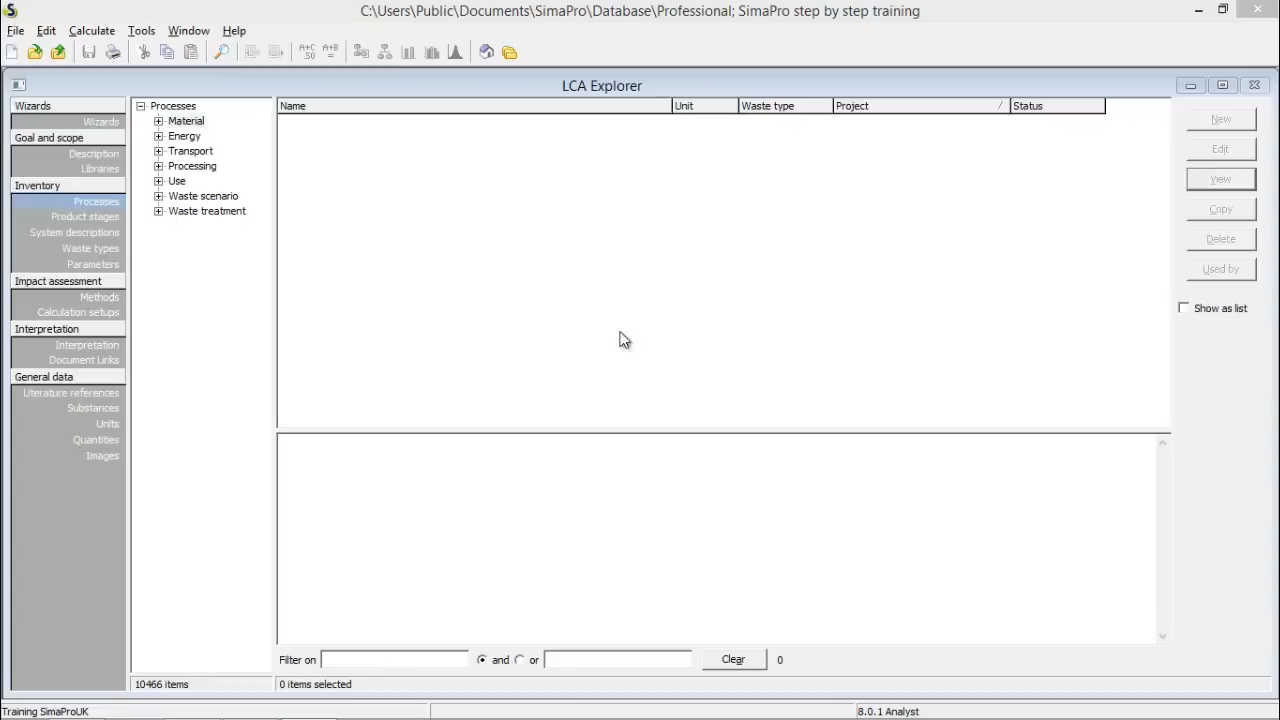 C:\Users\Public\Documents\SimaPro\Database\Professional; SimaPro step by step training
File Edit Calculate Tools Window Help
LCA Explorer
Wizards
Wizards
Goal and scope
Description
Libraries
Inventory
Processes
Product stages
System descriptions
Waste types
Parameters
Impact assessment
Methods
Calculation setups
Interpretation
Interpretation
Document Links
General data
Literature references
Substances
Units
Quantities
Images
Processes
Material
Energy
Transport
Processing
Use
Waste scenario
Waste treatment
Name Unit Waste type Project Status
New
Edit
View
Copy
Delete
Used by
Show as list
Filter on and or Clear 0
10466 items 0 items selected
Training SimaProUK 8.0.1 Analyst